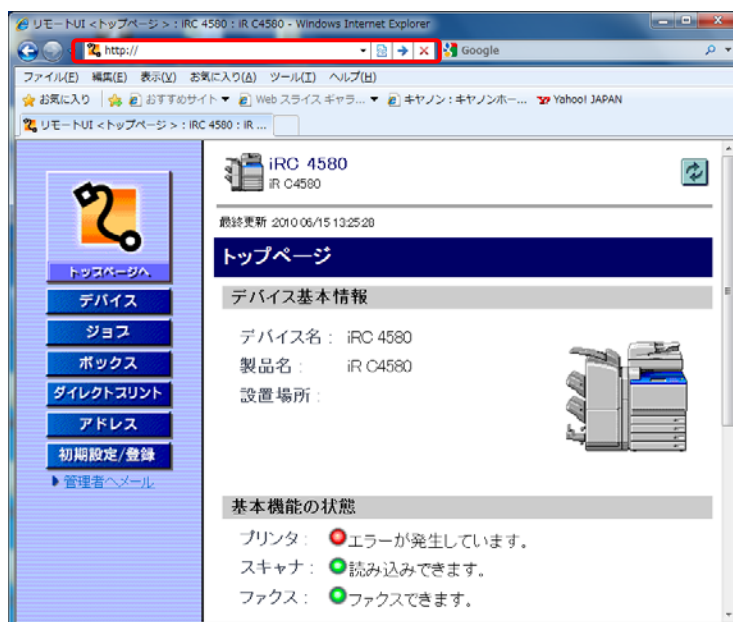 リモートUI <トップページ> : iRC 4580 : iR C4580 - Windows Internet Explorer
http://
Google
ファイル(F) 編集(E) 表示(V) お気に入り(A) ツール(T) ヘルプ(H)
お気に入り おすすめサイト ▼ Web スライス ギャラ... ▼ キヤノン:キヤノンホー... Yahoo! JAPAN
リモートUI <トップページ> : iRC 4580 : iR ...
iRC 4580
iR C4580
最終更新 :2010 06/15 13:25:28
トップページ
トップページへ
デバイス
ジョブ
ボックス
ダイレクトプリント
アドレス
初期設定/登録
管理者へメール
デバイス基本情報
デバイス名 : iRC 4580
製品名 : iR C4580
設置場所 :
基本機能の状態
プリンタ : エラーが発生しています。
スキャナ : 読み込みできます。
ファクス : ファクスできます。